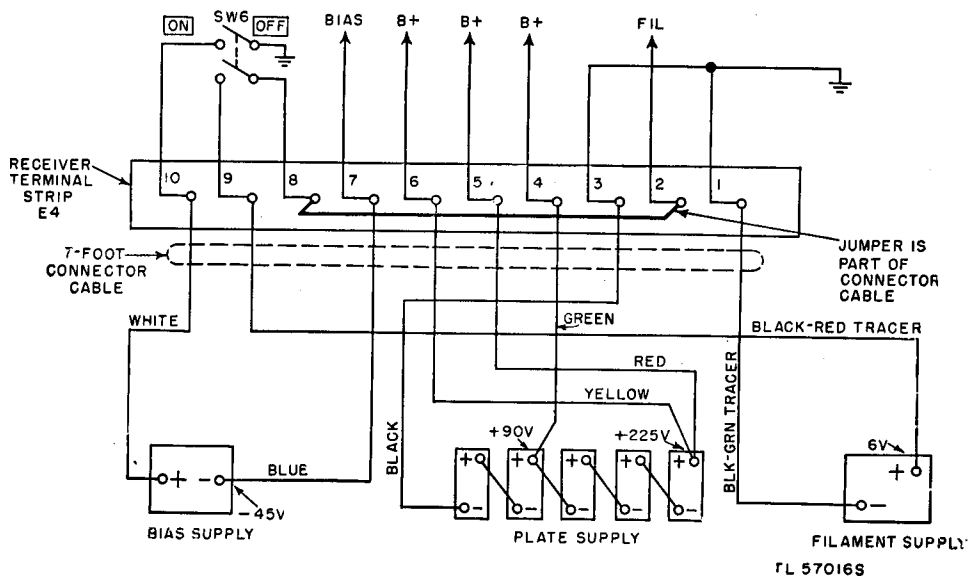 ON
SW6
OFF
BIAS
8+
B+
B+
FIL
RECEIVER
TERMINAL
STRIP
E4
10
9
8
7
6
5
4
3
2
1
7-FOOT
CONNECTOR
CABLE
JUMPER IS
PART OF
CONNECTOR
CABLE
WHITE
GREEN
BLACK-RED TRACER
RED
YELLOW
BLACK
BLK-GRN TRACER
+90V
+225V
6V
+ -
BLUE
-45V
+ + + + +
- - - - -
+
-
BIAS SUPPLY
PLATE SUPPLY
FILAMENT SUPPLY
TL 57016S